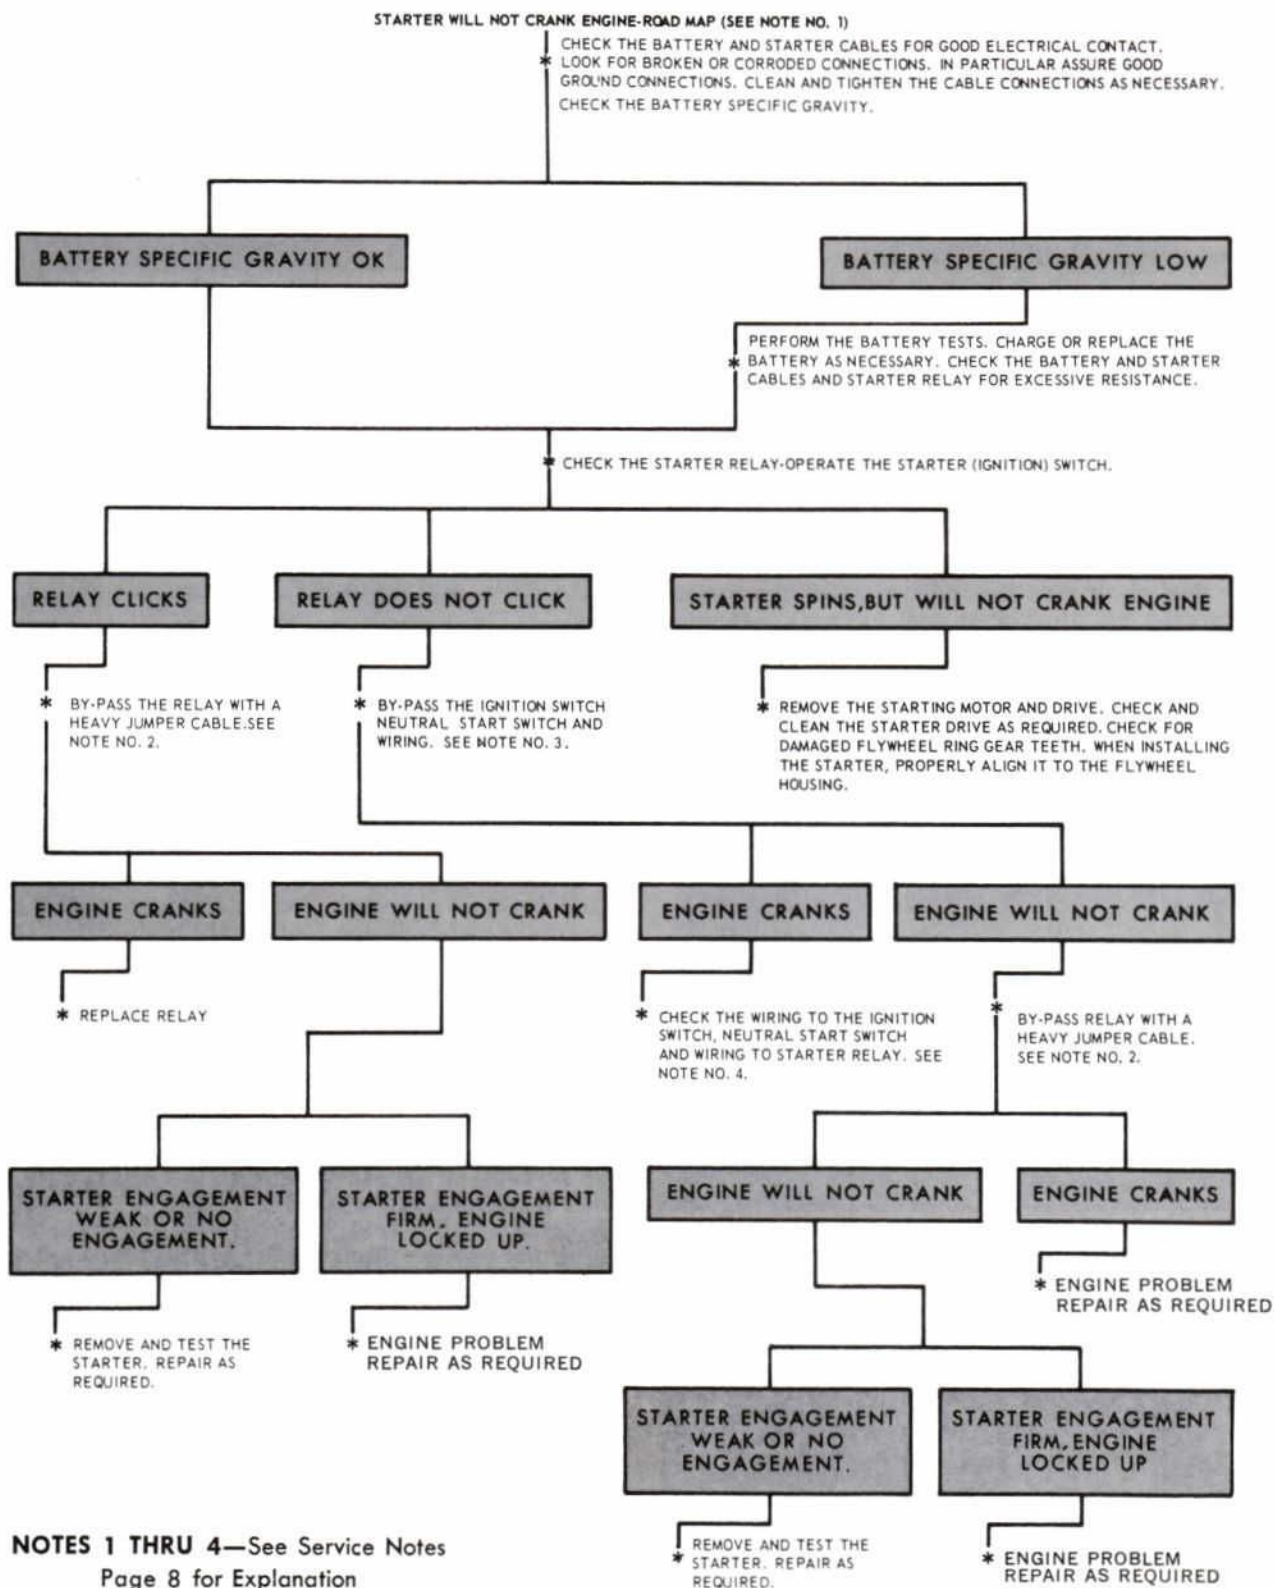 STARTER WILL NOT CRANK ENGINE-ROAD MAP (SEE NOTE NO. 1)
CHECK THE BATTERY AND STARTER CABLES FOR GOOD ELECTRICAL CONTACT.
* LOOK FOR BROKEN OR CORRODED CONNECTIONS. IN PARTICULAR ASSURE GOOD
GROUND CONNECTIONS. CLEAN AND TIGHTEN THE CABLE CONNECTIONS AS NECESSARY.
CHECK THE BATTERY SPECIFIC GRAVITY.
BATTERY SPECIFIC GRAVITY OK
BATTERY SPECIFIC GRAVITY LOW
PERFORM THE BATTERY TESTS. CHARGE OR REPLACE THE
* BATTERY AS NECESSARY. CHECK THE BATTERY AND STARTER
CABLES AND STARTER RELAY FOR EXCESSIVE RESISTANCE.
* CHECK THE STARTER RELAY-OPERATE THE STARTER (IGNITION) SWITCH.
RELAY CLICKS
RELAY DOES NOT CLICK
STARTER SPINS,BUT WILL NOT CRANK ENGINE
* BY-PASS THE RELAY WITH A
HEAVY JUMPER CABLE.SEE
NOTE NO. 2.
* BY-PASS THE IGNITION SWITCH
NEUTRAL START SWITCH AND
WIRING. SEE NOTE NO. 3.
* REMOVE THE STARTING MOTOR AND DRIVE. CHECK AND
CLEAN THE STARTER DRIVE AS REQUIRED. CHECK FOR
DAMAGED FLYWHEEL RING GEAR TEETH. WHEN INSTALLING
THE STARTER, PROPERLY ALIGN IT TO THE FLYWHEEL
HOUSING.
ENGINE CRANKS
ENGINE WILL NOT CRANK
ENGINE CRANKS
ENGINE WILL NOT CRANK
* REPLACE RELAY
* CHECK THE WIRING TO THE IGNITION
SWITCH, NEUTRAL START SWITCH
AND WIRING TO STARTER RELAY. SEE
NOTE NO. 4.
* BY-PASS RELAY WITH A
HEAVY JUMPER CABLE.
SEE NOTE NO. 2.
STARTER ENGAGEMENT
WEAK OR NO
ENGAGEMENT.
STARTER ENGAGEMENT
FIRM, ENGINE
LOCKED UP.
ENGINE WILL NOT CRANK
ENGINE CRANKS
* ENGINE PROBLEM
REPAIR AS REQUIRED
* REMOVE AND TEST THE
STARTER. REPAIR AS
REQUIRED.
* ENGINE PROBLEM
REPAIR AS REQUIRED
STARTER ENGAGEMENT
WEAK OR NO
ENGAGEMENT.
STARTER ENGAGEMENT
FIRM, ENGINE
LOCKED UP
NOTES 1 THRU 4—See Service Notes
Page 8 for Explanation
REMOVE AND TEST THE
* STARTER. REPAIR AS
REQUIRED.
* ENGINE PROBLEM
REPAIR AS REQUIRED